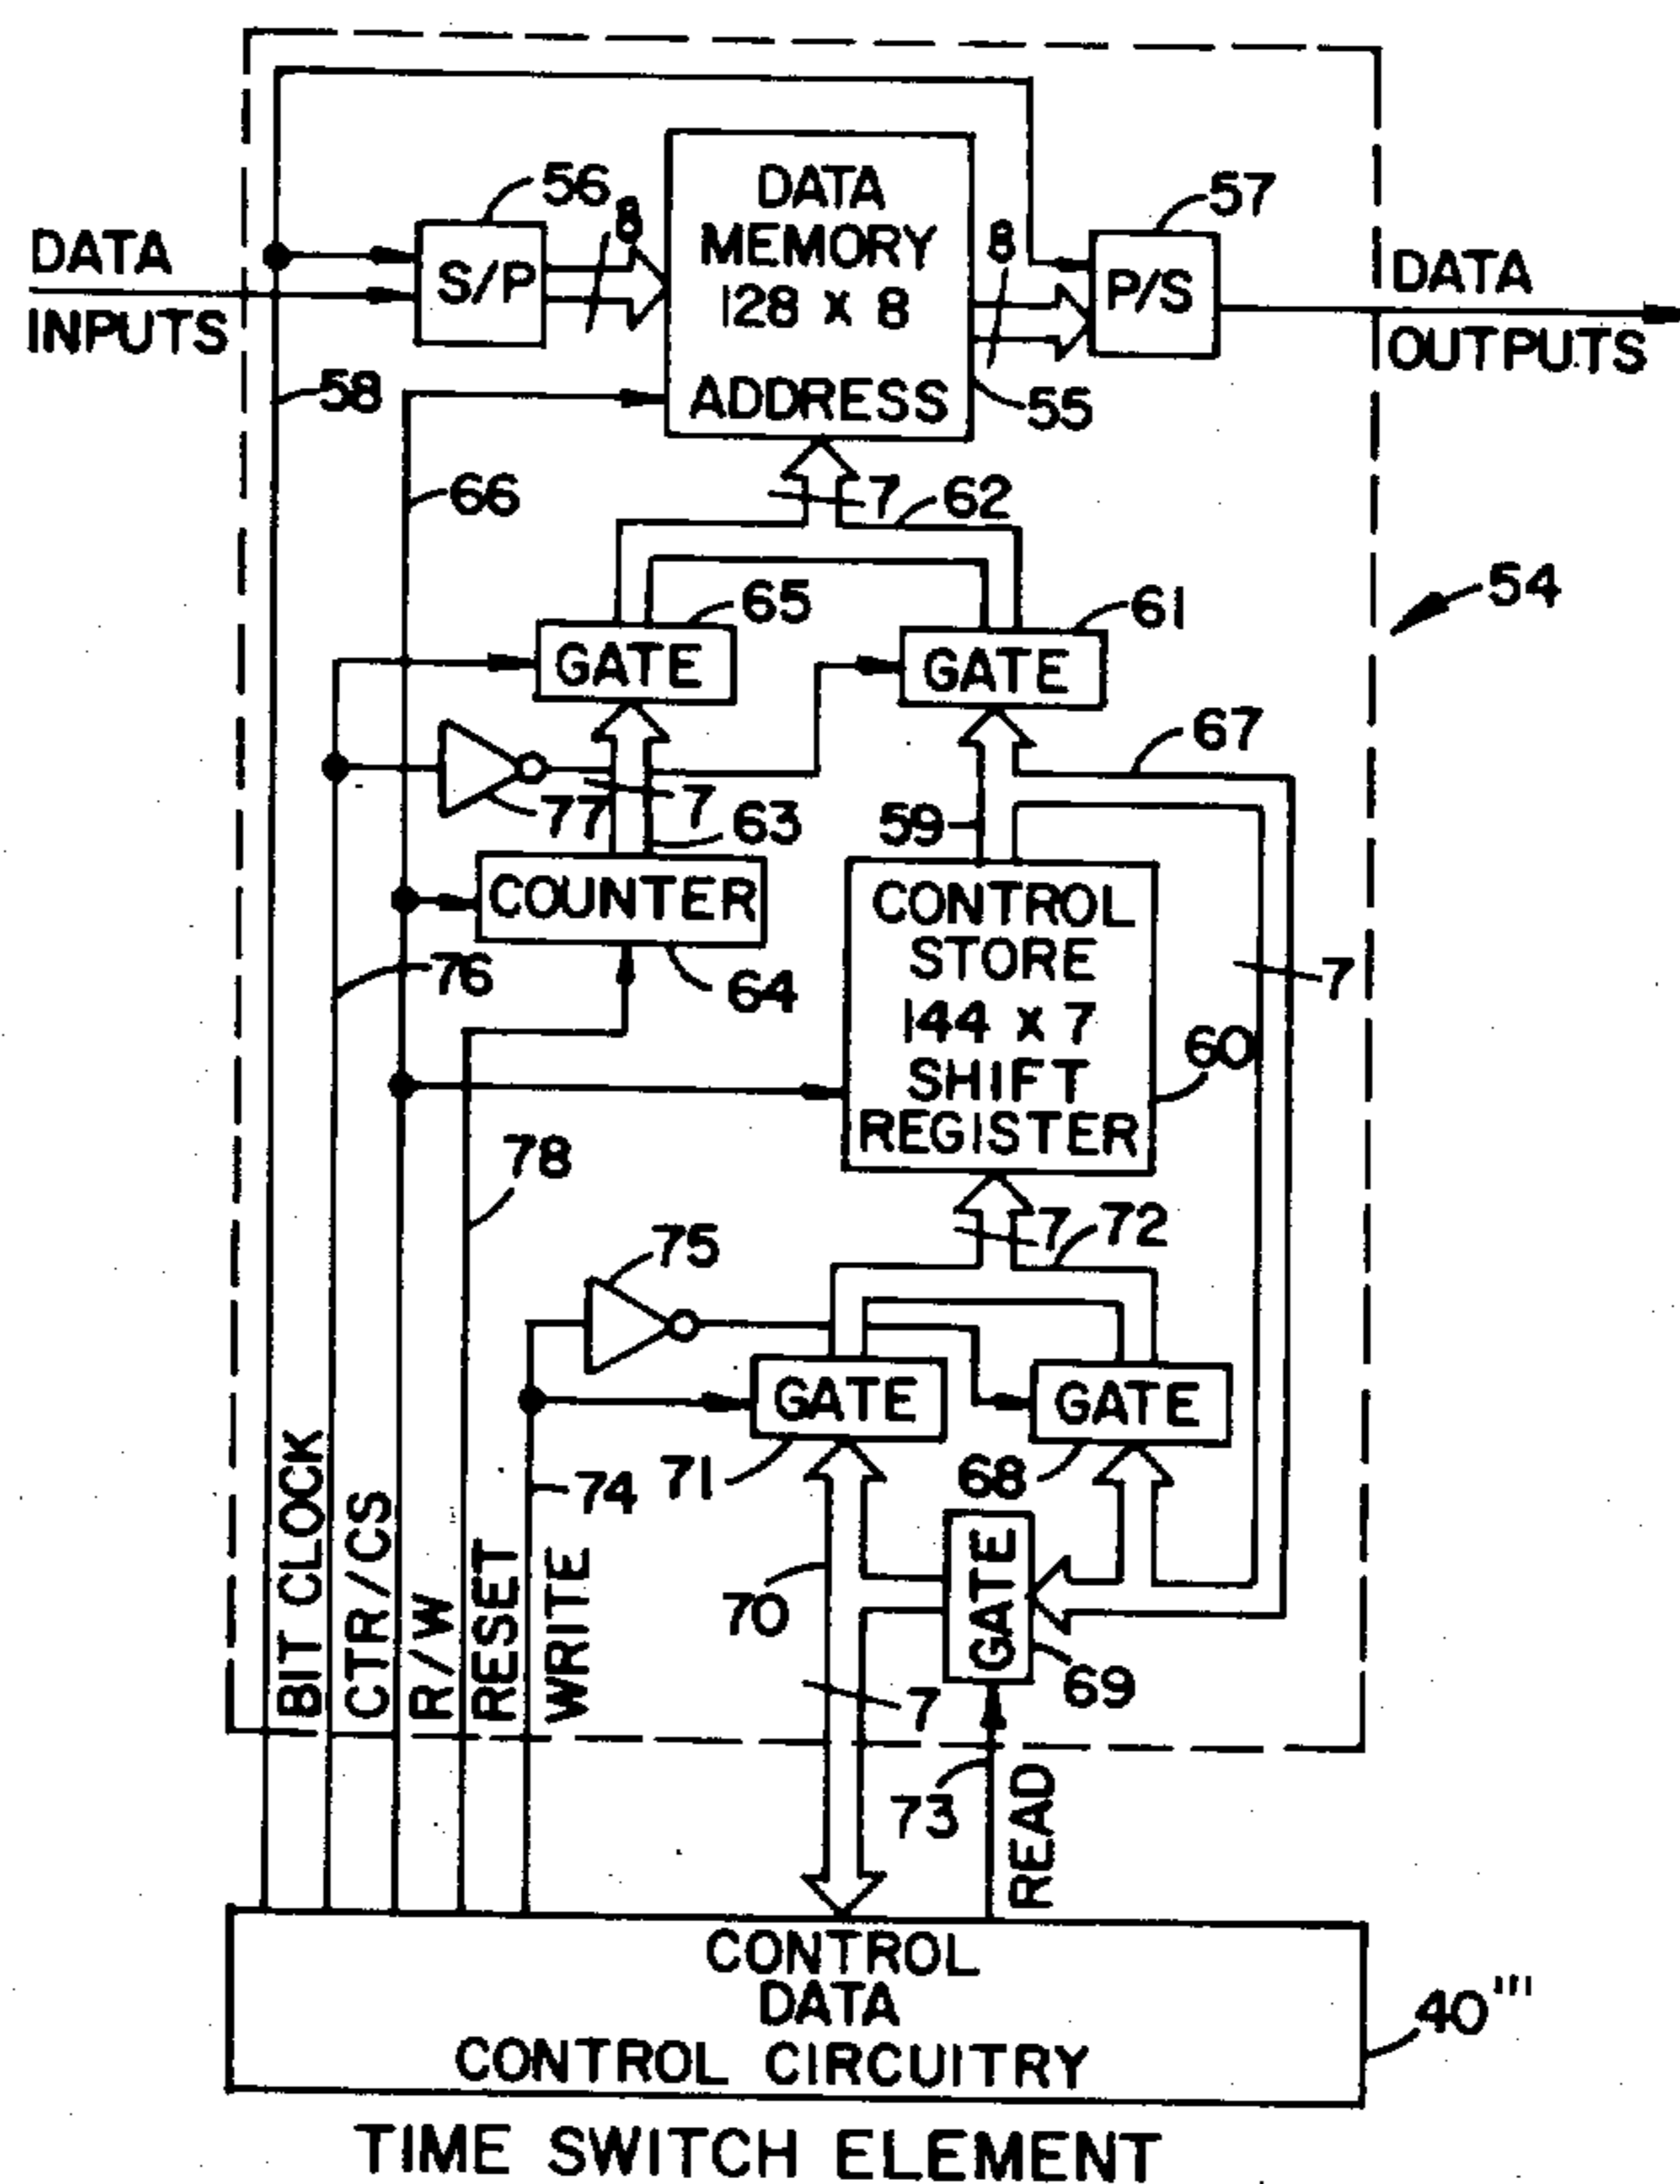 56
8
DATA
MEMORY
128 X 8
ADDRESS
8
57
DATA
INPUTS
S/P
P/S
DATA
OUTPUTS
58
55
66
7
62
65
61
54
GATE
GATE
67
77
7
63
59
COUNTER
CONTROL
STORE
144 X 7
SHIFT
REGISTER
76
64
7
60
78
7
72
75
GATE
GATE
71
68
74
BIT CLOCK
CTR/CS
R/W
RESET
WRITE
70
GATE
69
7
73
READ
CONTROL
DATA
CONTROL CIRCUITRY
40'''
TIME SWITCH ELEMENT